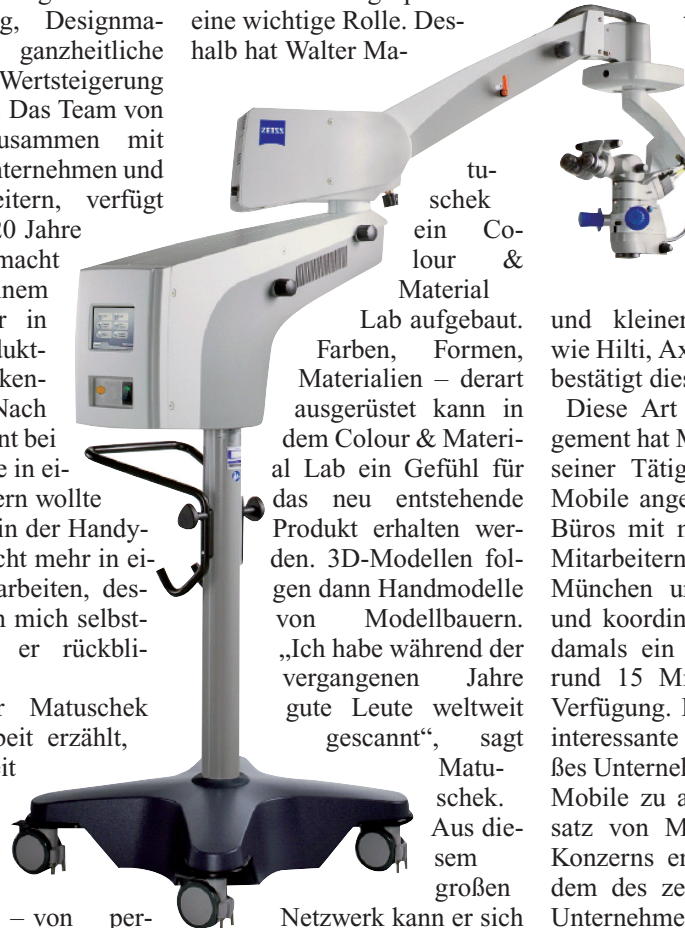 g, Designma-
ganzheitliche
Wertsteigerung
. Das Team von
usammen mit
nternehmen und
eitern, verfügt
20 Jahre
macht
inem
r in
dukt-
ken-
Nach
nt bei
e in ei-
ern wollte
in der Handy-
cht mehr in ei-
arbeiten, des-
n mich selbst-
er rückbli-
r Matuschek
beit erzählt,
eit
– von per-
eine wichtige Rolle. Des-
halb hat Walter Ma-
ZEISS
tu-
schek
ein Co-
lour &
Material
Lab aufgebaut.
Farben, Formen,
Materialien – derart
ausgerüstet kann in
dem Colour & Materi-
al Lab ein Gefühl für
das neu entstehende
Produkt erhalten wer-
den. 3D-Modellen fol-
gen dann Handmodelle
von Modellbauern.
„Ich habe während der
vergangenen Jahre
gute Leute weltweit
gescannt“, sagt
Matu-
schek.
Aus die-
sem
großen
Netzwerk kann er sich
und kleiner
wie Hilti, Ax
bestätigt dies
Diese Art
gement hat M
seiner Tätig
Mobile ange
Büros mit n
Mitarbeitern
München u
und koordin
damals ein
rund 15 Mi
Verfügung. I
interessante
ßes Unterneh
Mobile zu a
satz von M
Konzerns er
dem des ze
Unternehme